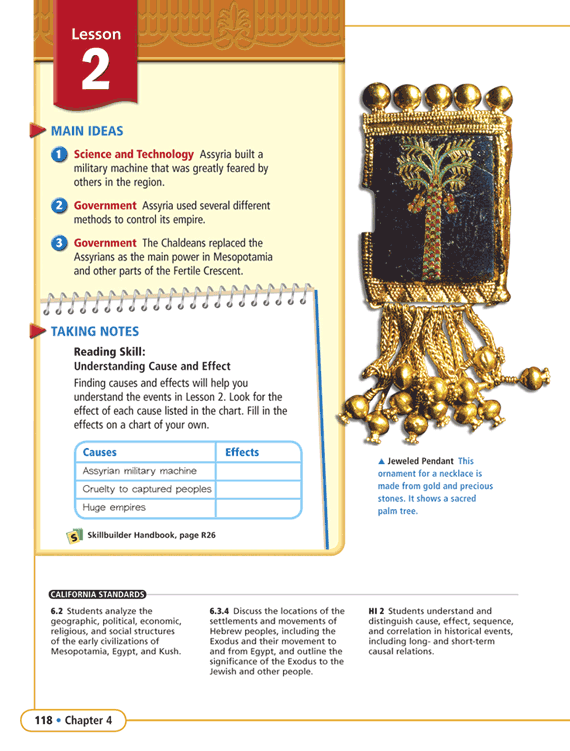 Lesson
2
MAIN IDEAS
1 Science and Technology Assyria built a
military machine that was greatly feared by
others in the region.
2 Government Assyria used several different
methods to control its empire.
3 Government The Chaldeans replaced the
Assyrians as the main power in Mesopotamia
and other parts of the Fertile Crescent.
TAKING NOTES
Reading Skill:
Understanding Cause and Effect
Finding causes and effects will help you
understand the events in Lesson 2. Look for the
effect of each cause listed in the chart. Fill in the
effects on a chart of your own.
Causes Effects
Assyrian military machine
Cruelty to captured peoples
Huge empires
S Skillbuilder Handbook, page R26
▲ Jeweled Pendant This
ornament for a necklace is
made from gold and precious
stones. It shows a sacred
palm tree.
CALIFORNIA STANDARDS
6.2 Students analyze the
geographic, political, economic,
religious, and social structures
of the early civilizations of
Mesopotamia, Egypt, and Kush.
6.3.4 Discuss the locations of the
settlements and movements of
Hebrew peoples, including the
Exodus and their movement to
and from Egypt, and outline the
significance of the Exodus to the
Jewish and other people.
HI 2 Students understand and
distinguish cause, effect, sequence,
and correlation in historical events,
including long- and short-term
causal relations.
118 • Chapter 4